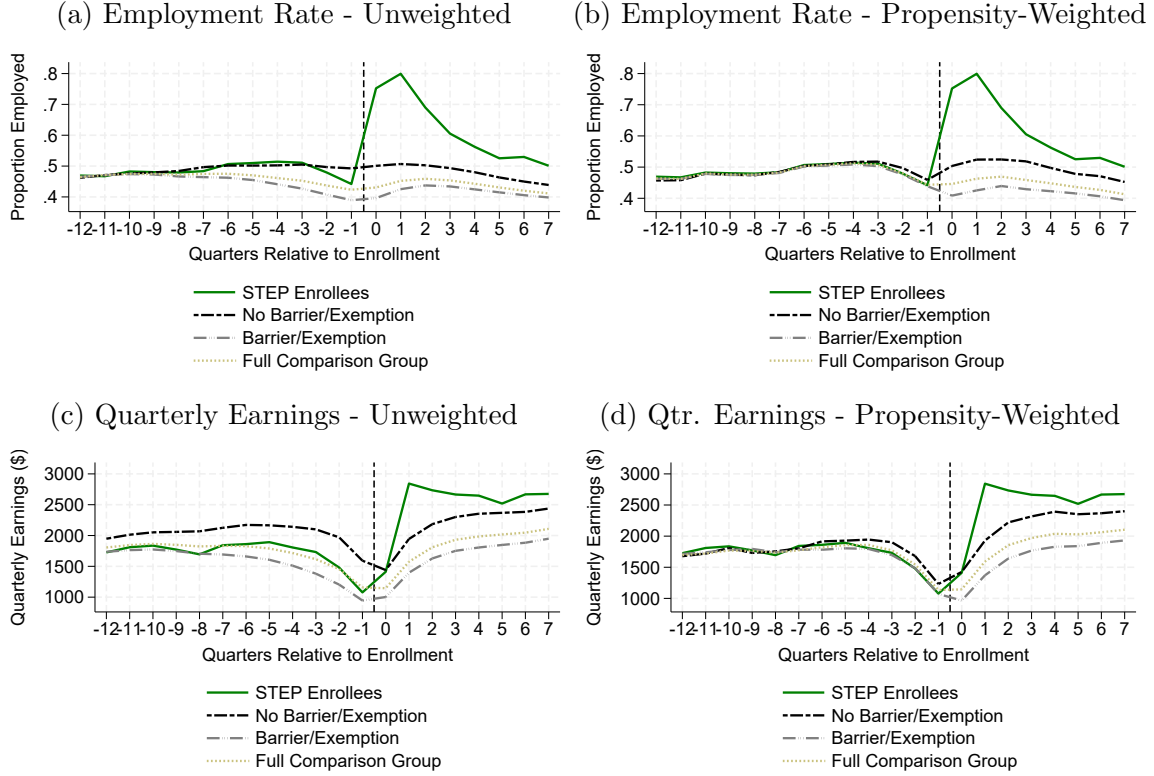 (a) Employment Rate - Unweighted
Proportion Employed
.8
.7
.6
.5
.4
-12 -11 -10 -9 -8 -7 -6 -5 -4 -3 -2 -1 0 1 2 3 4 5 6 7
Quarters Relative to Enrollment
STEP Enrollees
No Barrier/Exemption
Barrier/Exemption
Full Comparison Group
(b) Employment Rate - Propensity-Weighted
Proportion Employed
.8
.7
.6
.5
.4
-12 -11 -10 -9 -8 -7 -6 -5 -4 -3 -2 -1 0 1 2 3 4 5 6 7
Quarters Relative to Enrollment
STEP Enrollees
No Barrier/Exemption
Barrier/Exemption
Full Comparison Group
(c) Quarterly Earnings - Unweighted
Quarterly Earnings ($)
3000
2500
2000
1500
1000
-12 -11 -10 -9 -8 -7 -6 -5 -4 -3 -2 -1 0 1 2 3 4 5 6 7
Quarters Relative to Enrollment
STEP Enrollees
No Barrier/Exemption
Barrier/Exemption
Full Comparison Group
(d) Qtr. Earnings - Propensity-Weighted
Quarterly Earnings ($)
3000
2500
2000
1500
1000
-12 -11 -10 -9 -8 -7 -6 -5 -4 -3 -2 -1 0 1 2 3 4 5 6 7
Quarters Relative to Enrollment
STEP Enrollees
No Barrier/Exemption
Barrier/Exemption
Full Comparison Group